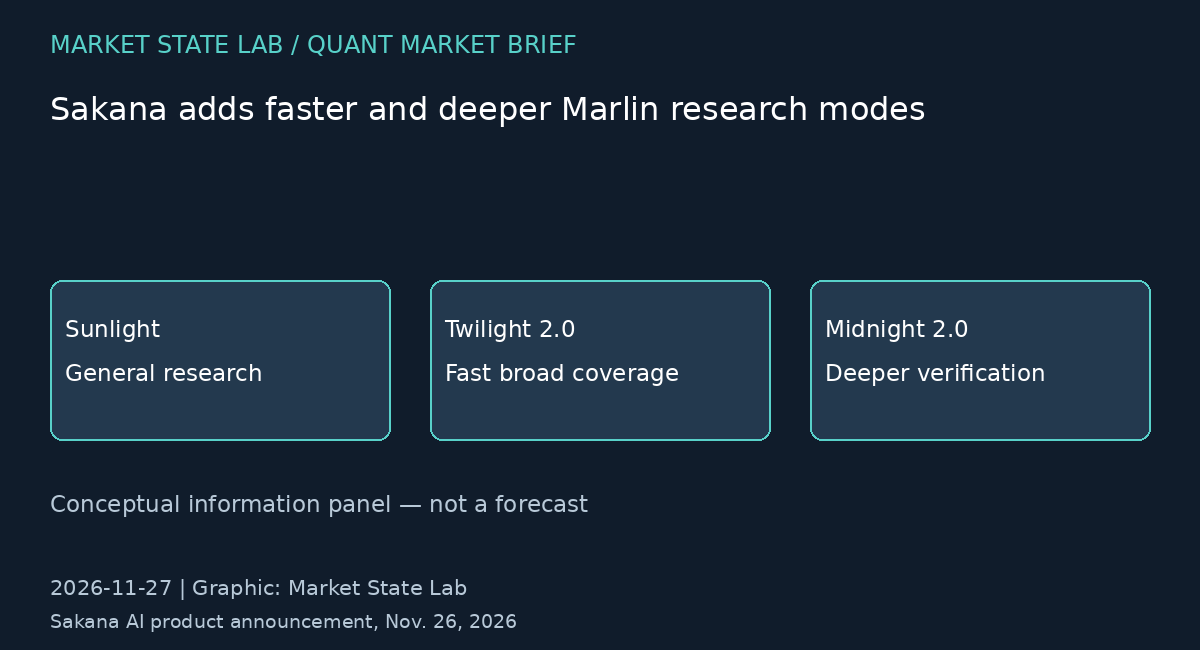 MARKET STATE LAB / QUANT MARKET BRIEF
Sakana adds faster and deeper Marlin research modes
Sunlight
General research
Twilight 2.0
Fast broad coverage
Midnight 2.0
Deeper verification
Conceptual information panel — not a forecast
2026-11-27 | Graphic: Market State Lab
Sakana AI product announcement, Nov. 26, 2026